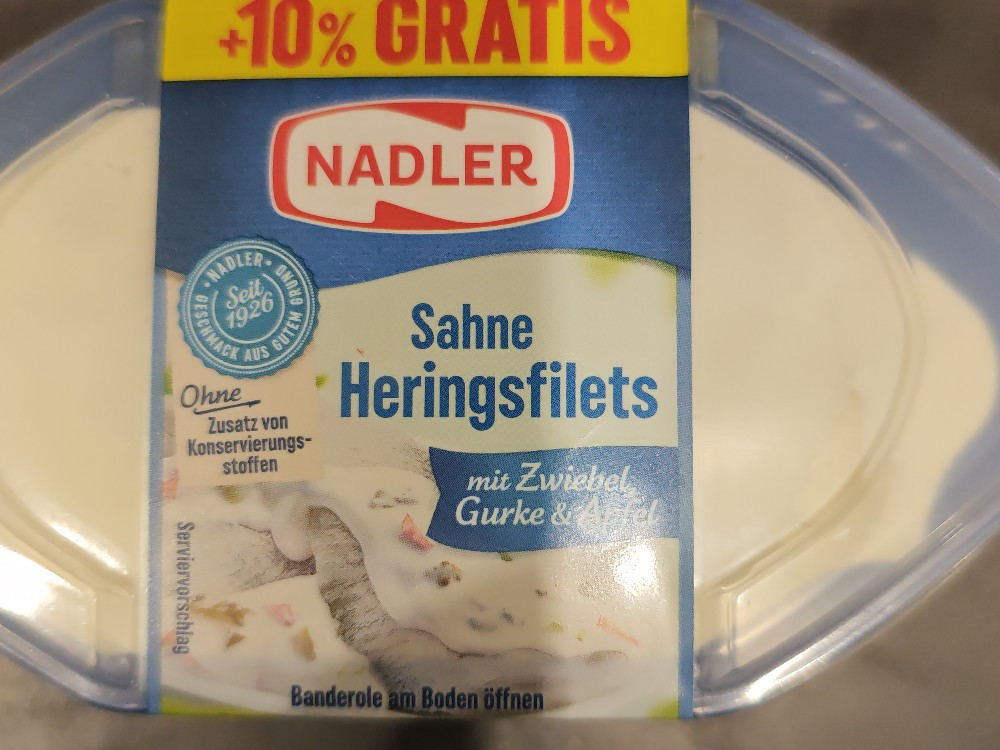 +10% GRATIS
NADLER
• NADLER •
GESCHMACK AUS GUTEM GRUND
Seit
1926
Sahne
Heringsfilets
Ohne
Zusatz von
Konservierungs-
stoffen
mit Zwiebel,
Gurke & Apfel
Serviervorschlag
Banderole am Boden öffnen